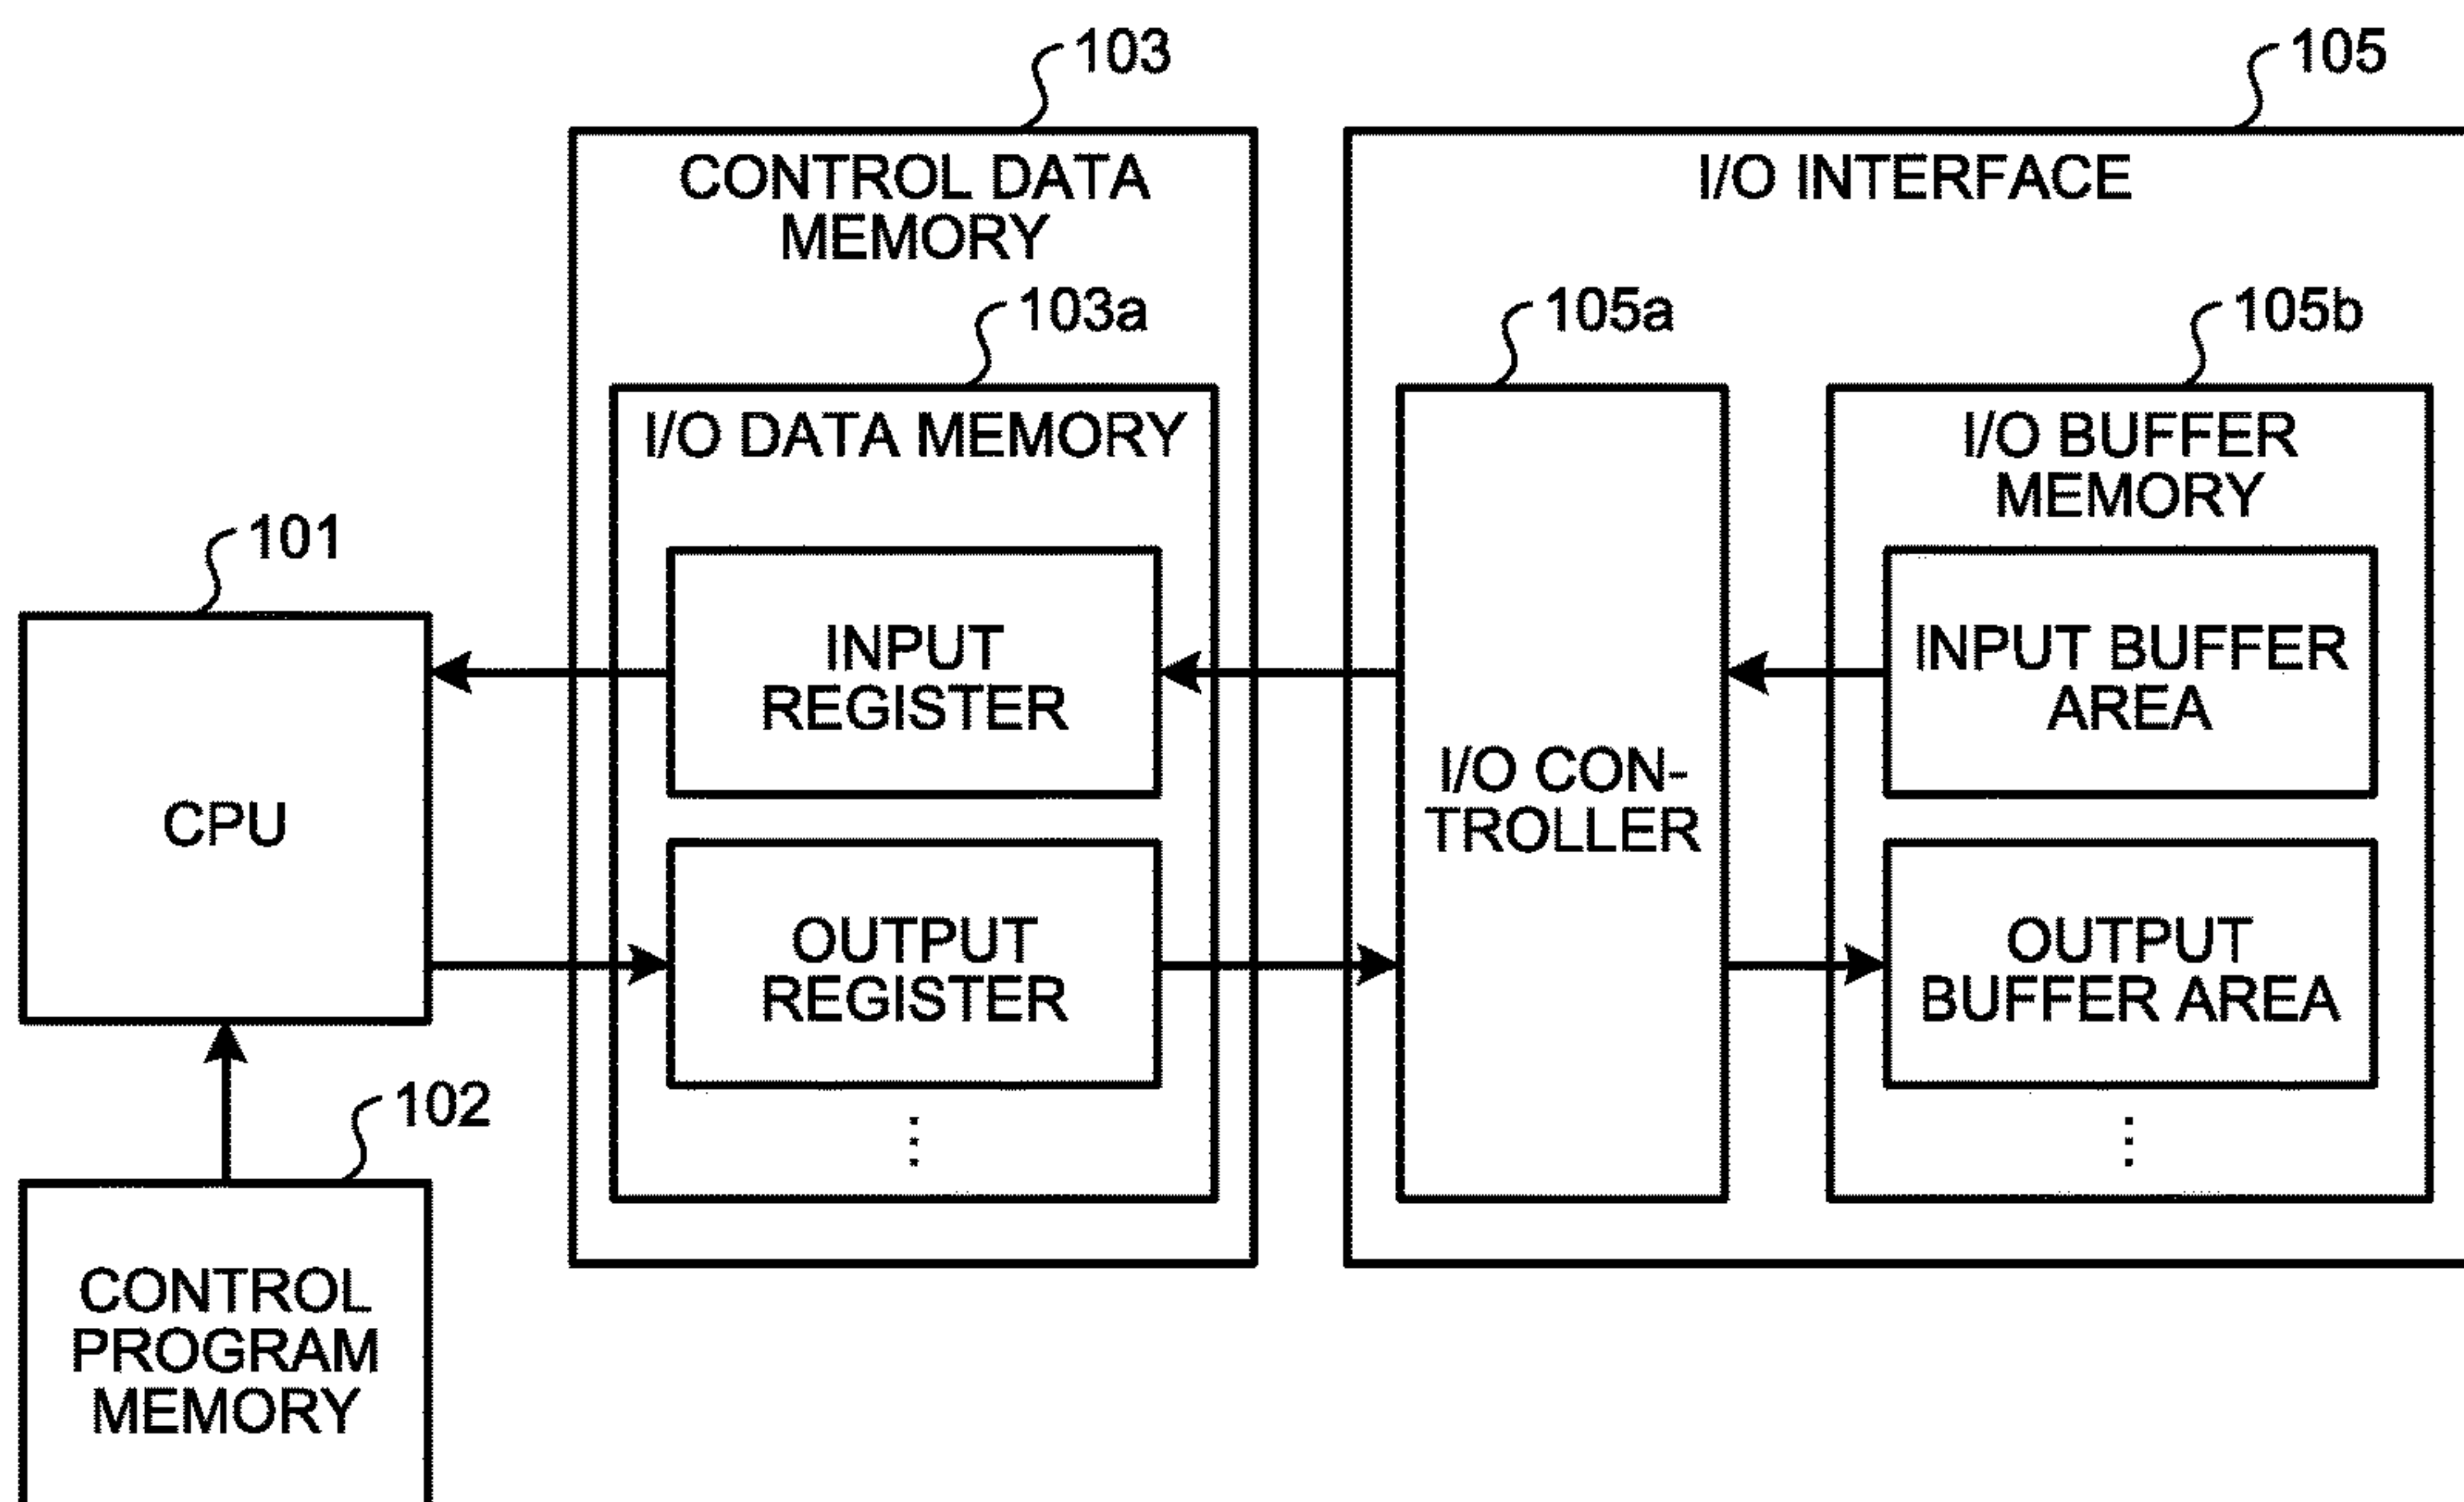 103
105
CONTROL DATA
MEMORY
I/O INTERFACE
103a
105a
105b
I/O DATA MEMORY
I/O BUFFER
MEMORY
101
INPUT
REGISTER
INPUT BUFFER
AREA
I/O CON-
TROLLER
CPU
OUTPUT
REGISTER
OUTPUT
BUFFER AREA
102
CONTROL
PROGRAM
MEMORY